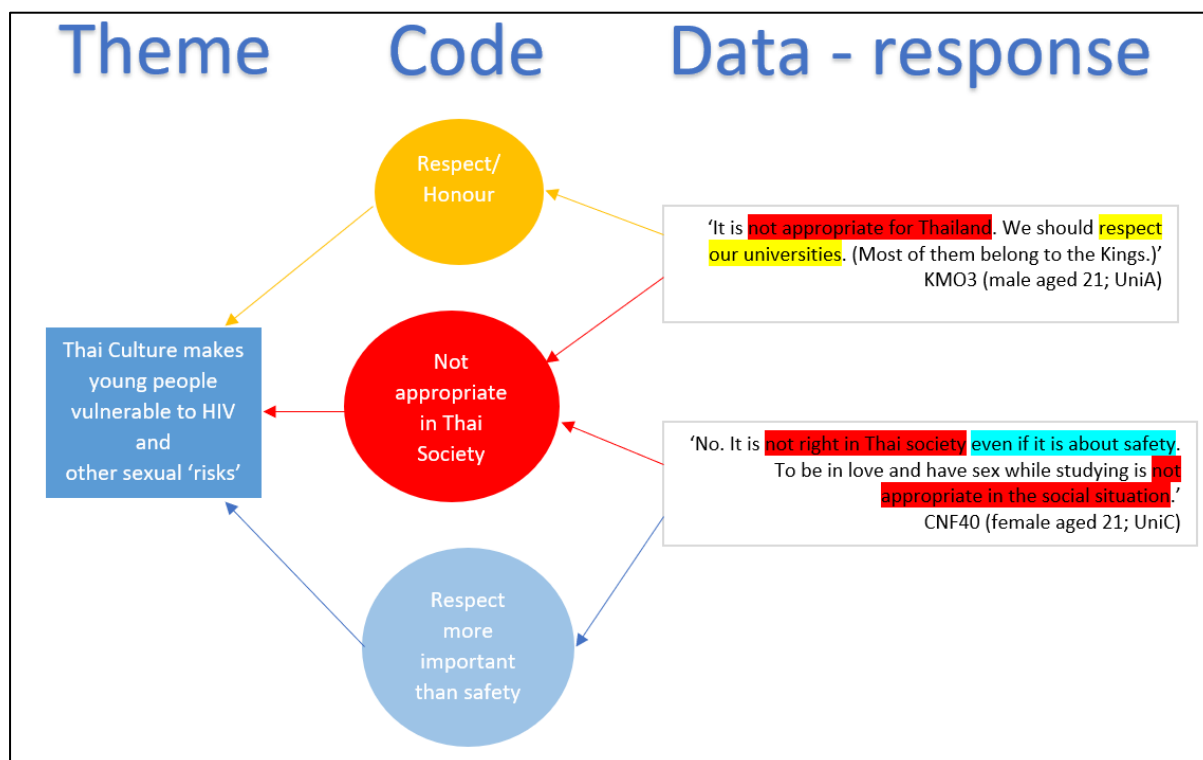 Theme
Code
Data - response
Respect/
Honour
'It is not appropriate for Thailand. We should respect
our universities. (Most of them belong to the Kings.)'
KMO3 (male aged 21; UniA)
Thai Culture makes
young people
vulnerable to HIV
and
other sexual 'risks'
Not
appropriate
in Thai
Society
'No. It is not right in Thai society even if it is about safety.
To be in love and have sex while studying is not
appropriate in the social situation.'
CNF40 (female aged 21; UniC)
Respect
more
important
than safety